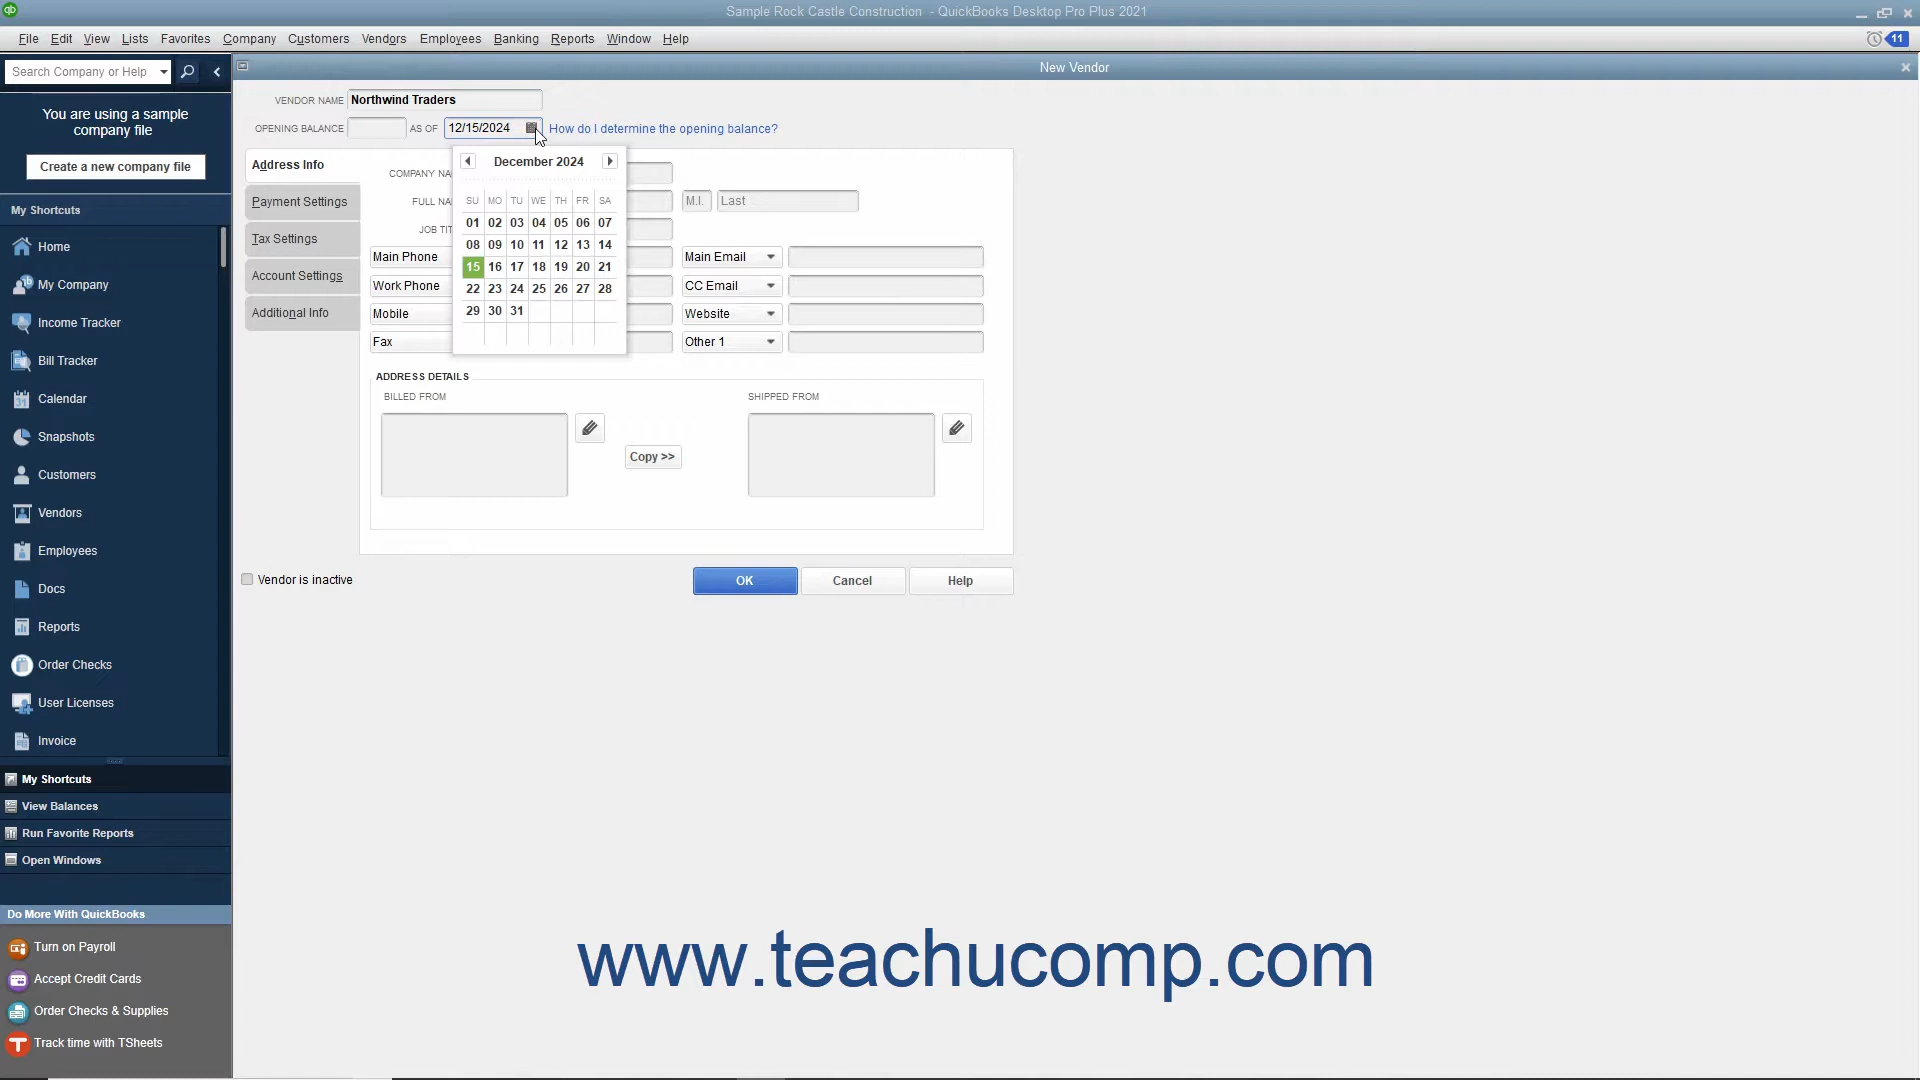 Sample Rock Castle Construction - QuickBooks Desktop Pro Plus 2021
File Edit View Lists Favorites Company Customers Vendors Employees Banking Reports Window Help
11
Search Company or Help
New Vendor
You are using a sample
company file
Create a new company file
My Shortcuts
Home
My Company
Income Tracker
Bill Tracker
Calendar
Snapshots
Customers
Vendors
Employees
Docs
Reports
Order Checks
User Licenses
Invoice
My Shortcuts
View Balances
Run Favorite Reports
Open Windows
Do More With QuickBooks
Turn on Payroll
Accept Credit Cards
Order Checks & Supplies
Track time with TSheets
VENDOR NAME Northwind Traders
OPENING BALANCE AS OF 12/15/2024 How do I determine the opening balance?
Address Info
Payment Settings
Tax Settings
Account Settings
Additional Info
COMPANY NA
FULL NA
M.I. Last
JOB TIT
December 2024
SU MO TU WE TH FR SA
01 02 03 04 05 06 07
08 09 10 11 12 13 14
15 16 17 18 19 20 21
22 23 24 25 26 27 28
29 30 31
Main Phone Main Email
Work Phone CC Email
Mobile Website
Fax Other 1
ADDRESS DETAILS
BILLED FROM SHIPPED FROM
Copy >>
Vendor is inactive
OK Cancel Help
www.teachucomp.com